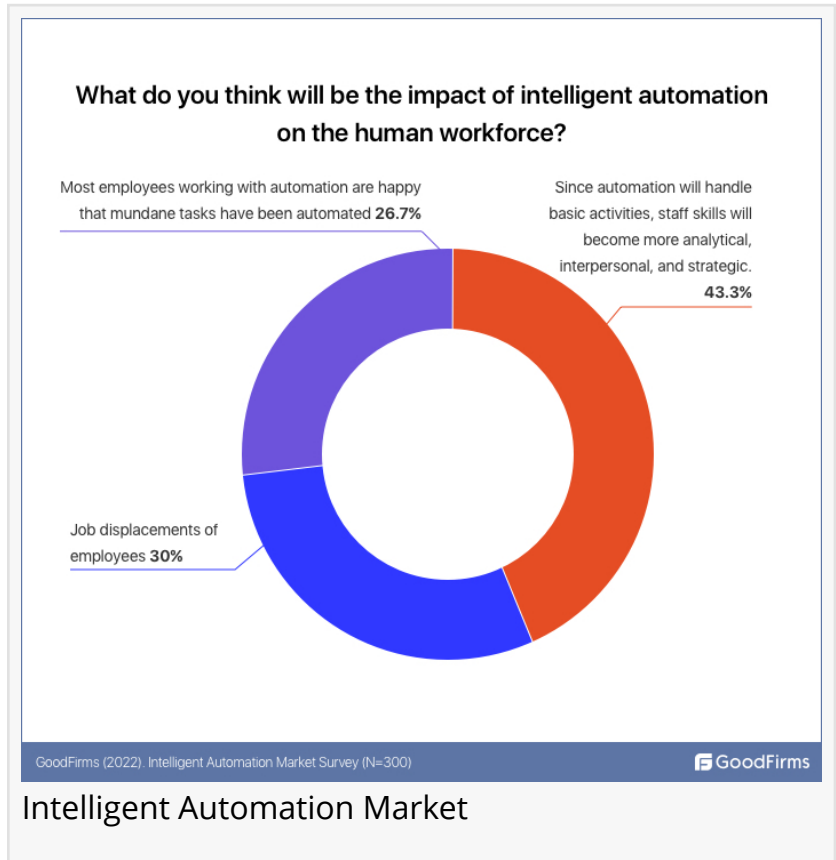 What do you think will be the impact of intelligent automation
on the human workforce?
Most employees working with automation are happy
that mundane tasks have been automated 26.7%
Since automation will handle
basic activities, staff skills will
become more analytical,
interpersonal, and strategic.
43.3%
Job displacements of
employees 30%
GoodFirms (2022). Intelligent Automation Market Survey (N=300)
GoodFirms
Intelligent Automation Market